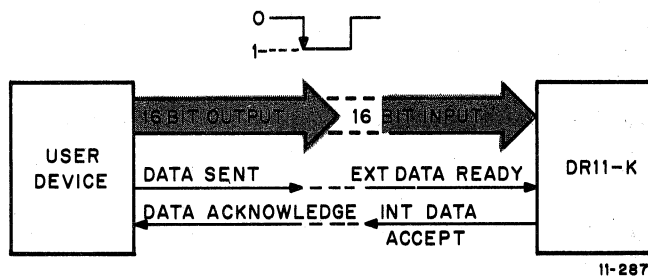 0
1
16 BIT OUTPUT 16 BIT INPUT
USER DEVICE
DR11-K
DATA SENT EXT DATA READY
DATA ACKNOWLEDGE INT DATA ACCEPT
11-287